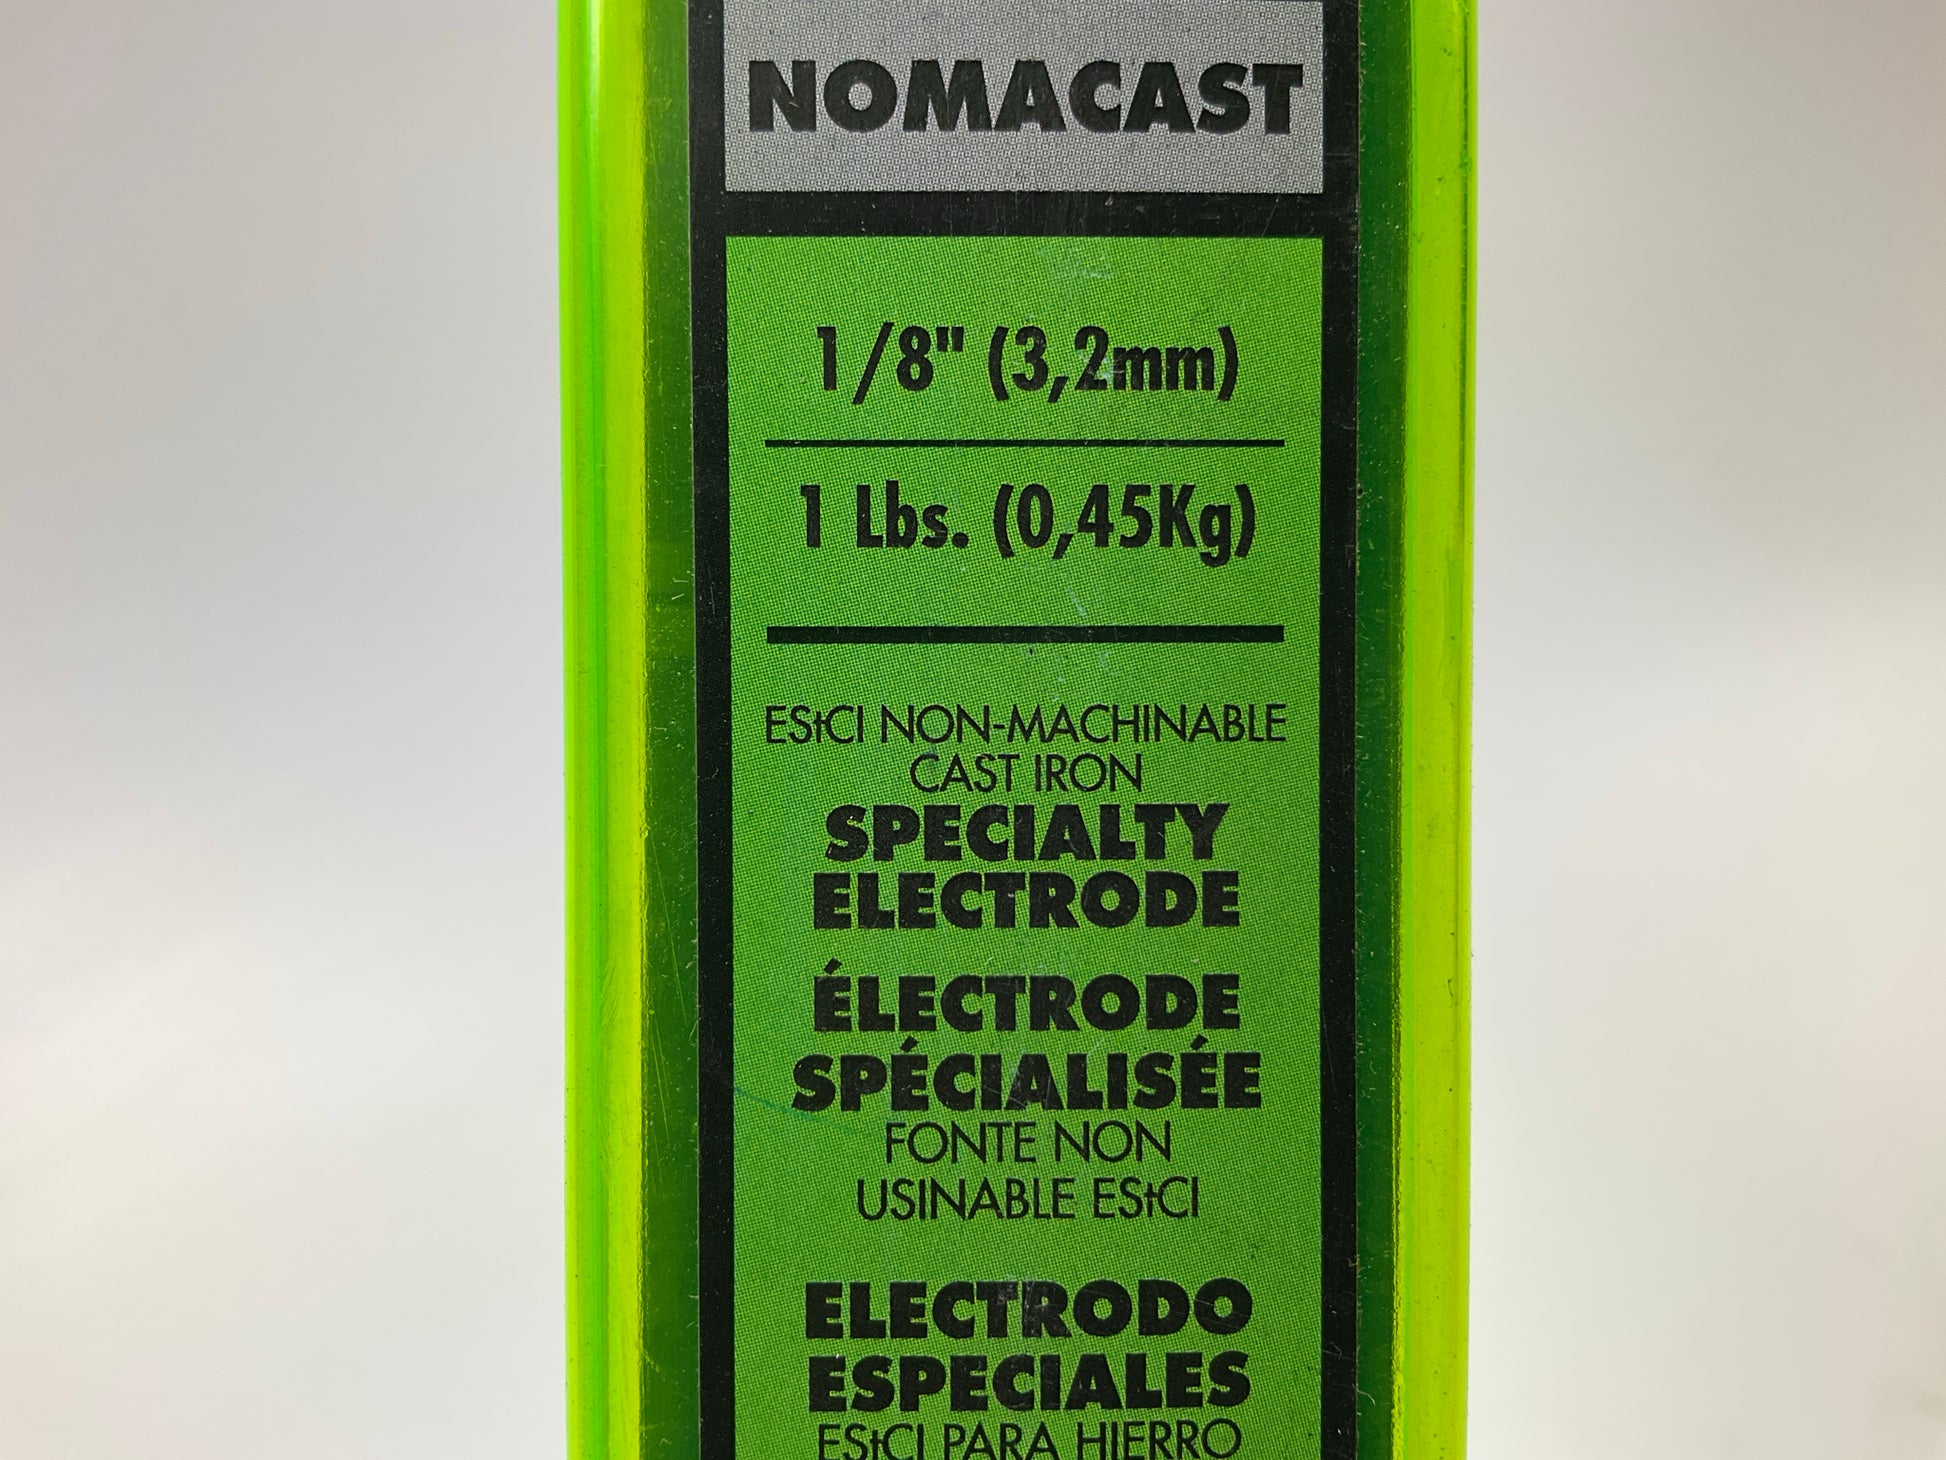 NOMACAST
1/8" (3,2mm)
1 Lbs. (0,45Kg)
EStCI NON-MACHINABLE
CAST IRON
SPECIALTY
ELECTRODE
ÉLECTRODE
SPÉCIALISÉE
FONTE NON
USINABLE EStCI
ELECTRODO
ESPECIALES
EStCI PARA HIERRO